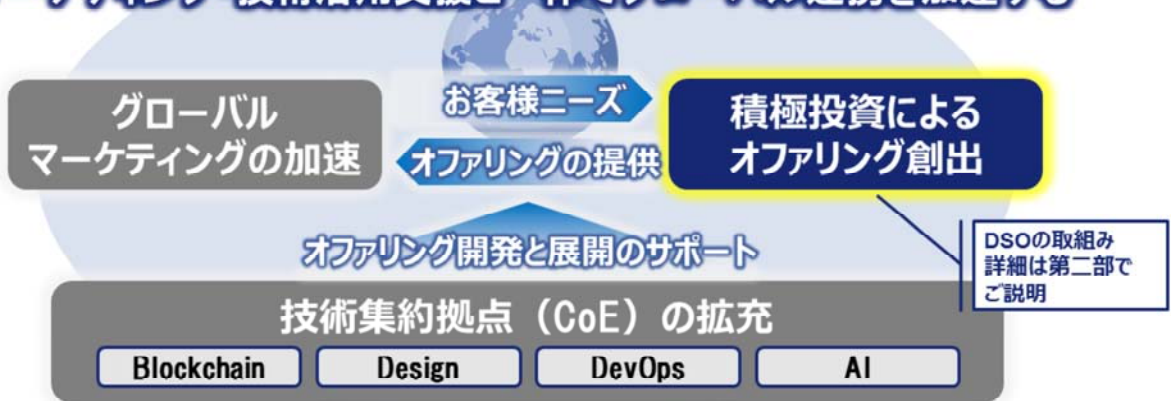 グローバル
マーケティングの加速
お客様ニーズ
オファリングの提供
積極投資による
オファリング創出
DSOの取組み
詳細は第二部で
ご説明
オファリング開発と展開のサポート
技術集約拠点（CoE）の拡充
Blockchain
Design
DevOps
AI